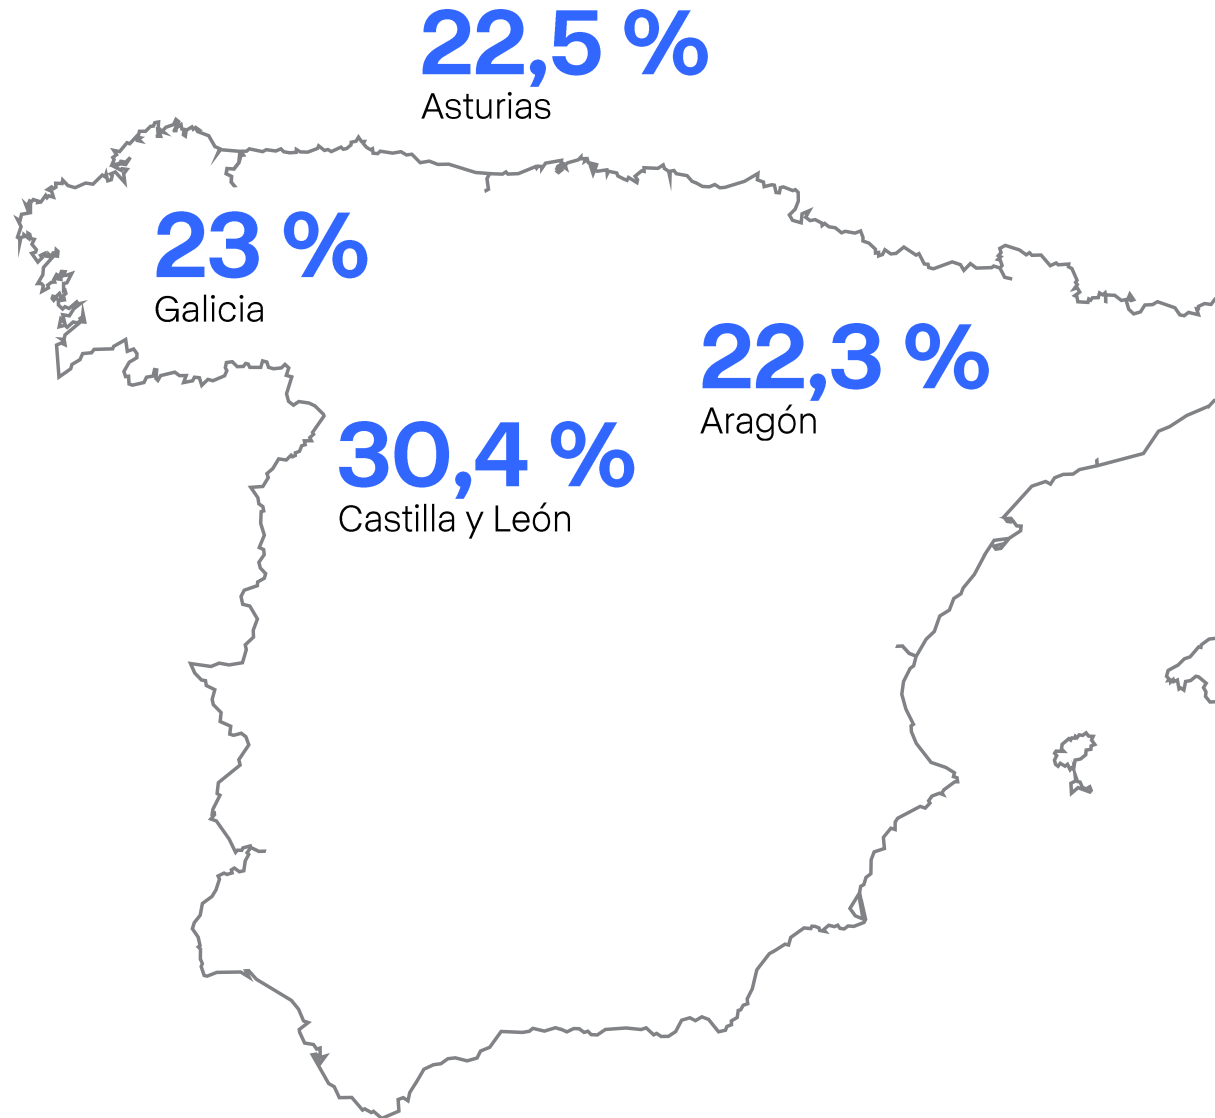 22,5 %
Asturias
23 %
Galicia
22,3 %
Aragón
30,4 %
Castilla y León